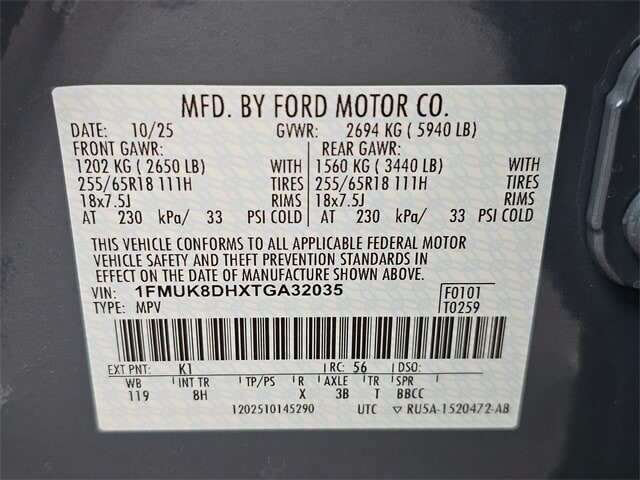 MFD. BY FORD MOTOR CO.
DATE: 10/25 GVWR: 2694 KG ( 5940 LB)
FRONT GAWR: REAR GAWR:
1202 KG ( 2650 LB) WITH 1560 KG ( 3440 LB) WITH
255/65R18 111H TIRES 255/65R18 111H TIRES
18x7.5J RIMS 18x7.5J RIMS
AT 230 kPa/ 33 PSI COLD AT 230 kPa/ 33 PSI COLD
THIS VEHICLE CONFORMS TO ALL APPLICABLE FEDERAL MOTOR
VEHICLE SAFETY AND THEFT PREVENTION STANDARDS IN
EFFECT ON THE DATE OF MANUFACTURE SHOWN ABOVE.
VIN: 1FMUK8DHXTGA32035 F0101
TYPE: MPV T0259
EXT PNT: K1 RC: 56 DSO:
WB INT TR TP/PS R AXLE TR SPR
119 8H X 3B T BBCC
1202510145290 UTC ▽ RU5A-1520472-AB